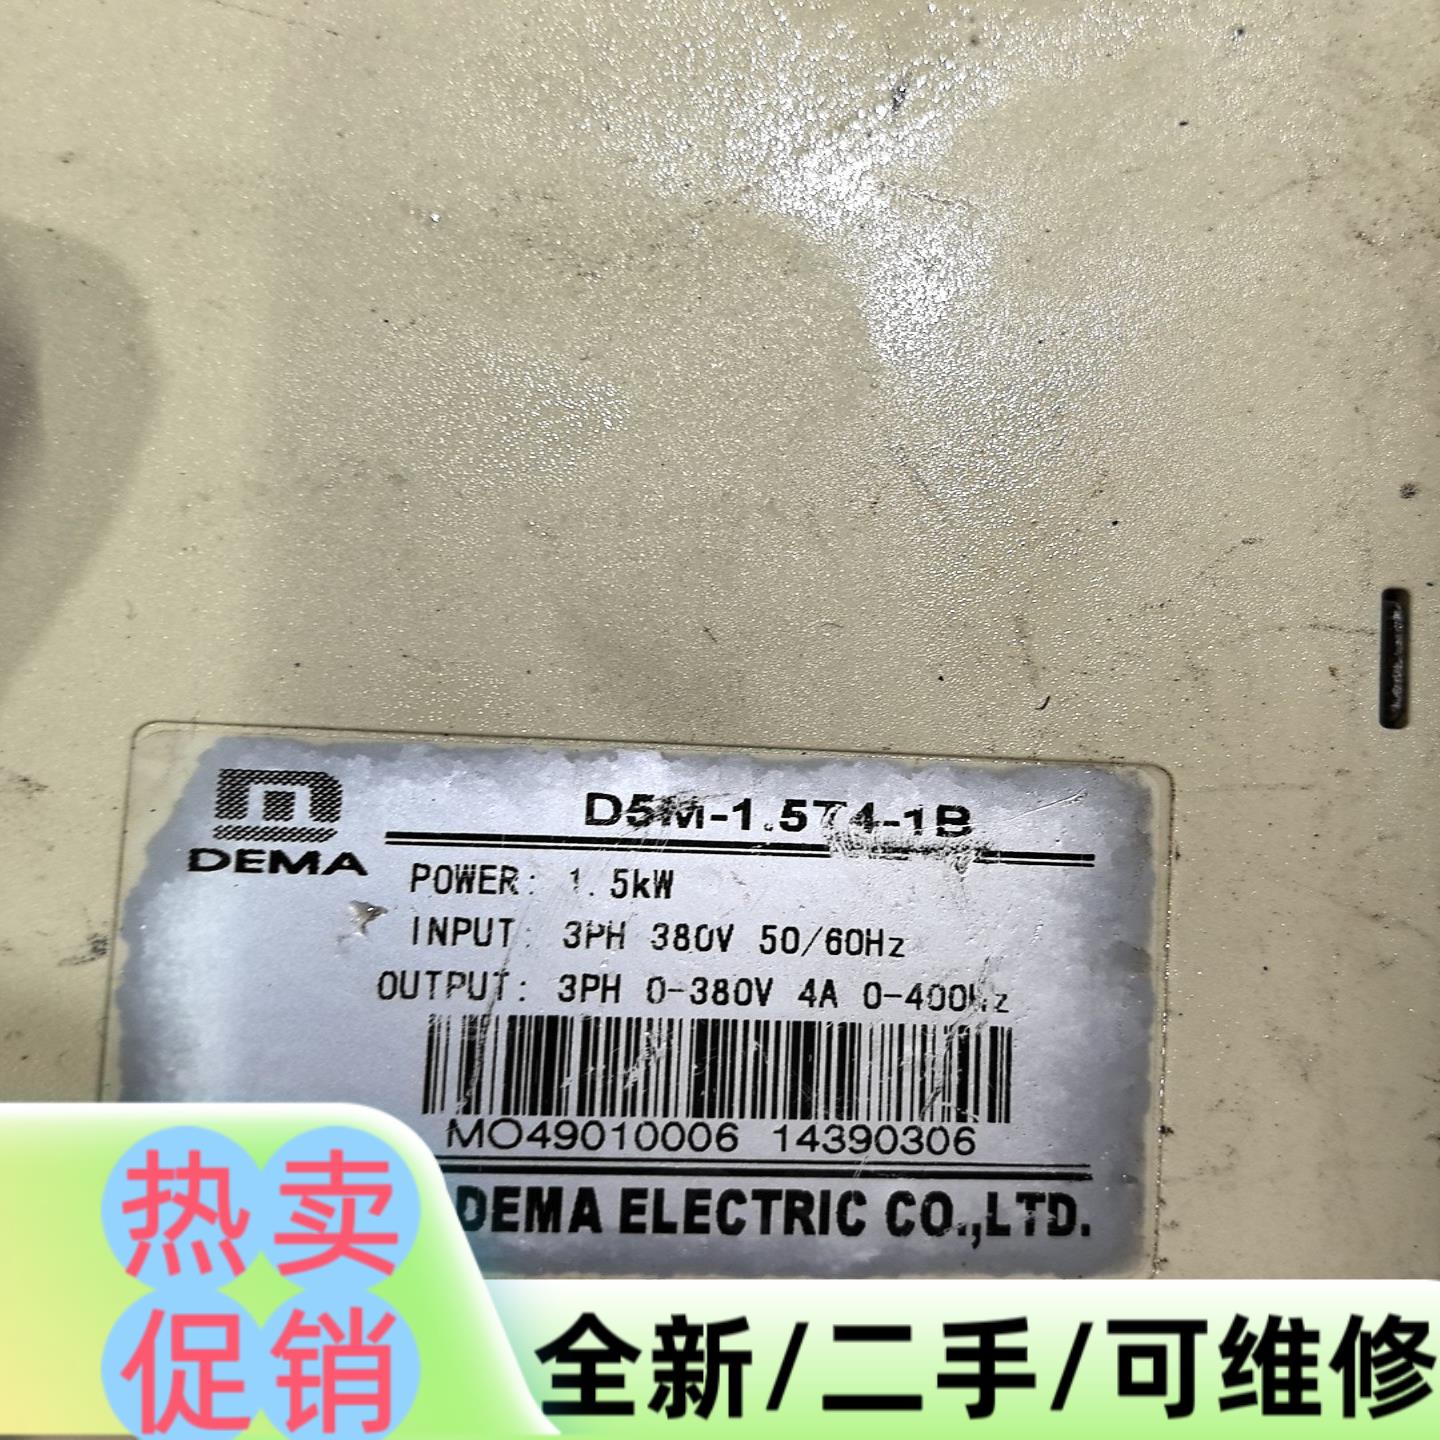 D5M-1.5T4-1B
DEMA
POWER: 1.5kW
INPUT: 3PH 380V 50/60Hz
OUTPUT: 3PH 0-380V 4A 0-400Hz
MO49010006 14390306
DEMA ELECTRIC CO.,LTD.
热卖
促销
全新/二手/可维修